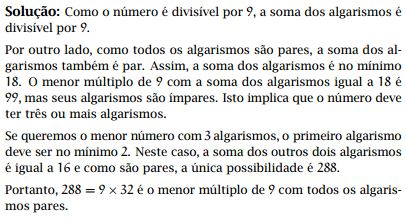 Solução: Como o número é divisível por 9, a soma dos algarismos é
divisível por 9.
Por outro lado, como todos os algarismos são pares, a soma dos al-
garismos também é par. Assim, a soma dos algarismos é no mínimo
18. O menor múltiplo de 9 com a soma dos algarismos igual a 18 é
99, mas seus algarismos são ímpares. Isto implica que o número deve
ter três ou mais algarismos.
Se queremos o menor número com 3 algarismos, o primeiro algarismo
deve ser no mínimo 2. Neste caso, a soma dos outros dois algarismos
é igual a 16 e como são pares, a única possibilidade é 288.
Portanto, 288 = 9 × 32 é o menor múltiplo de 9 com todos os algaris-
mos pares.